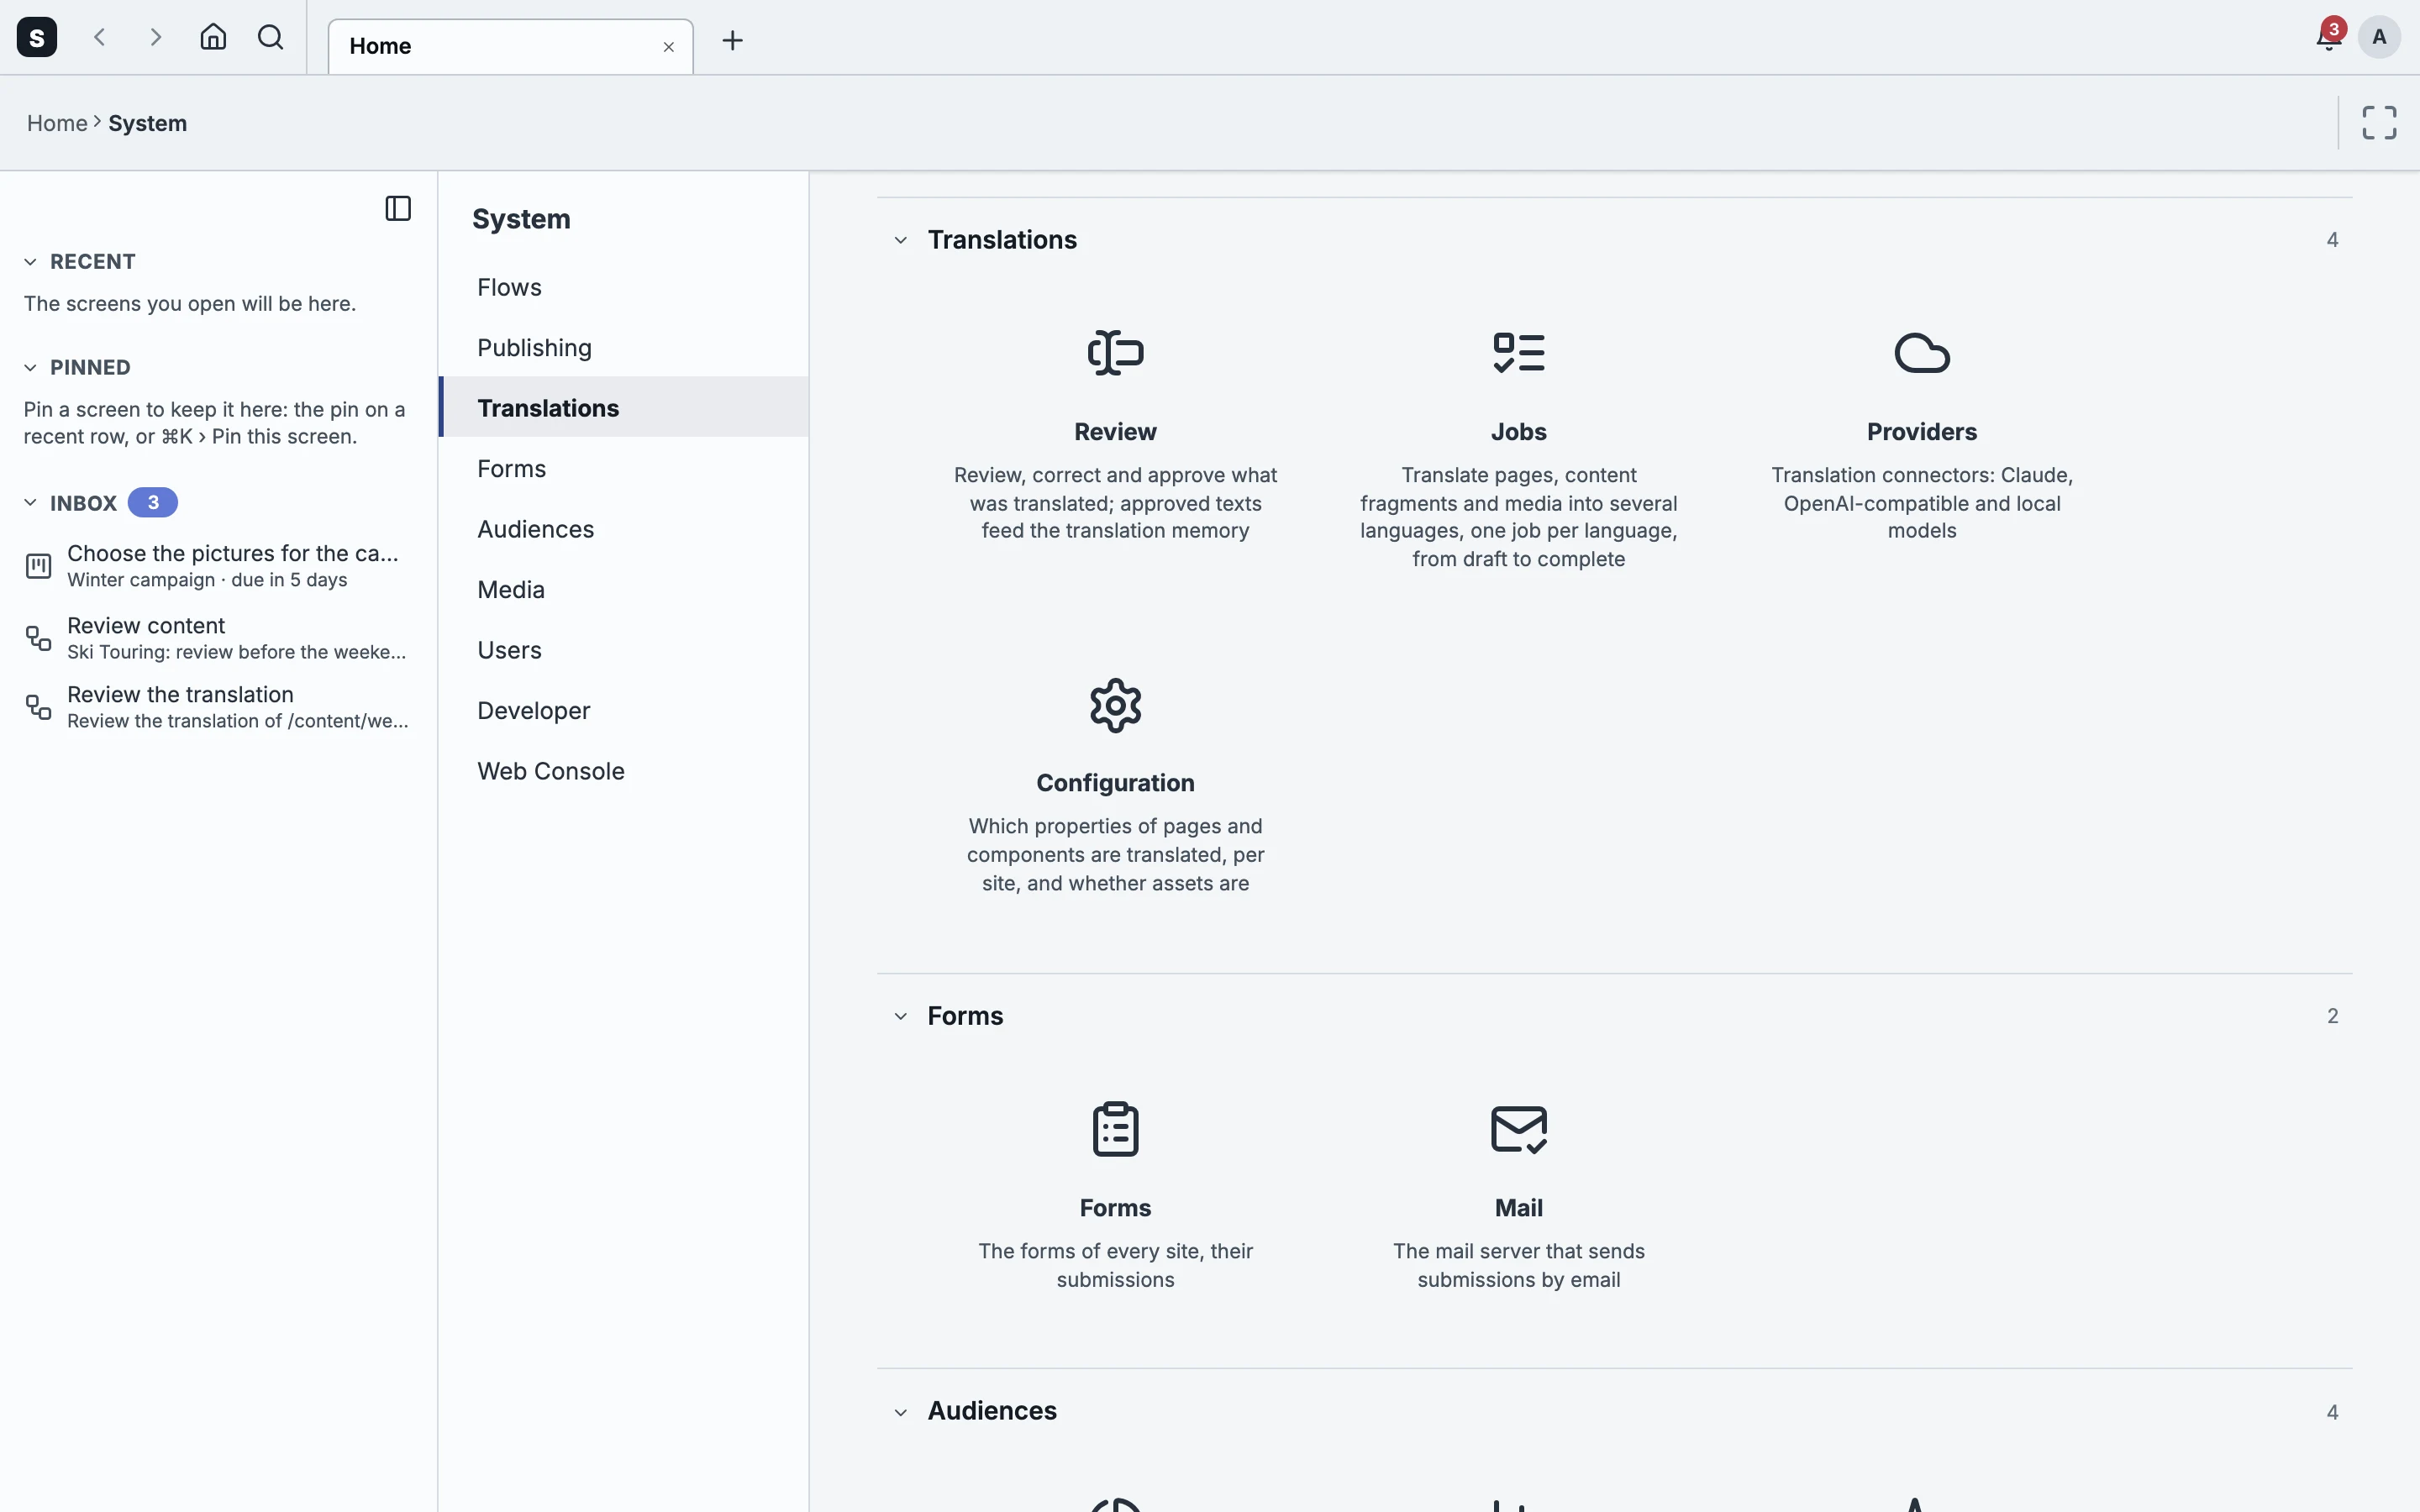 S
Home
3
A
Home › System
RECENT
The screens you open will be here.
PINNED
Pin a screen to keep it here: the pin on a
recent row, or ⌘K › Pin this screen.
INBOX 3
Choose the pictures for the ca...
Winter campaign · due in 5 days
Review content
Ski Touring: review before the weeke...
Review the translation
Review the translation of /content/we...
System
Flows
Publishing
Translations
Forms
Audiences
Media
Users
Developer
Web Console
Translations 4
Review
Review, correct and approve what
was translated; approved texts
feed the translation memory
Jobs
Translate pages, content
fragments and media into several
languages, one job per language,
from draft to complete
Providers
Translation connectors: Claude,
OpenAI-compatible and local
models
Configuration
Which properties of pages and
components are translated, per
site, and whether assets are
Forms 2
Forms
The forms of every site, their
submissions
Mail
The mail server that sends
submissions by email
Audiences 4